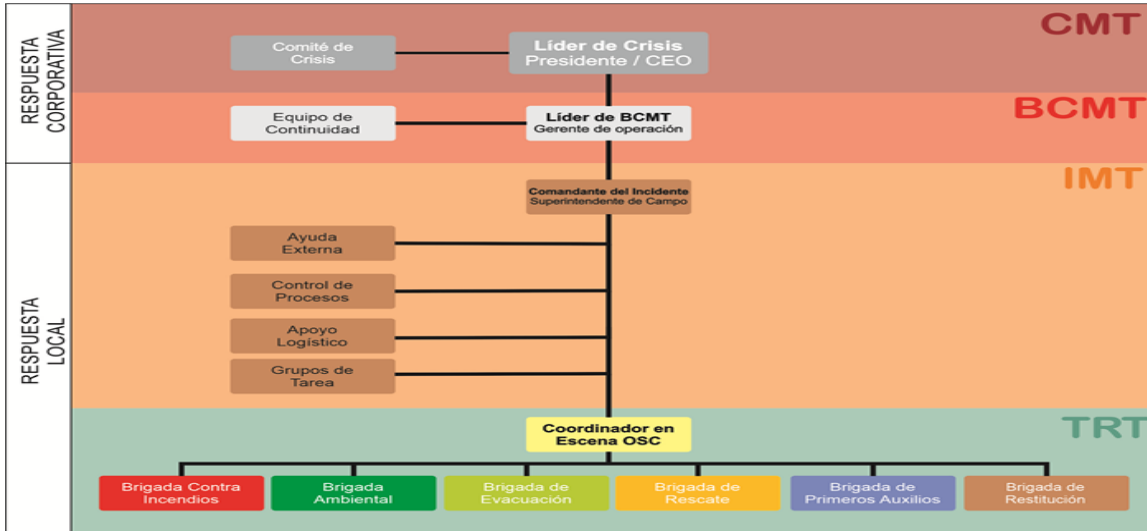 RESPUESTA
CORPORATIVA
CMT
Comité de
Crisis
Líder de Crisis
Presidente / CEO
BCMT
Equipo de
Continuidad
Líder de BCMT
Gerente de operación
RESPUESTA
LOCAL
IMT
Comandante del Incidente
Superintendente de Campo
Ayuda
Externa
Control de
Procesos
Apoyo
Logístico
Grupos de
Tarea
TRT
Coordinador en
Escena OSC
Brigada Contra
Incendios
Brigada
Ambiental
Brigada de
Evacuación
Brigada de
Rescate
Brigada de
Primeros Auxilios
Brigada de
Restitución